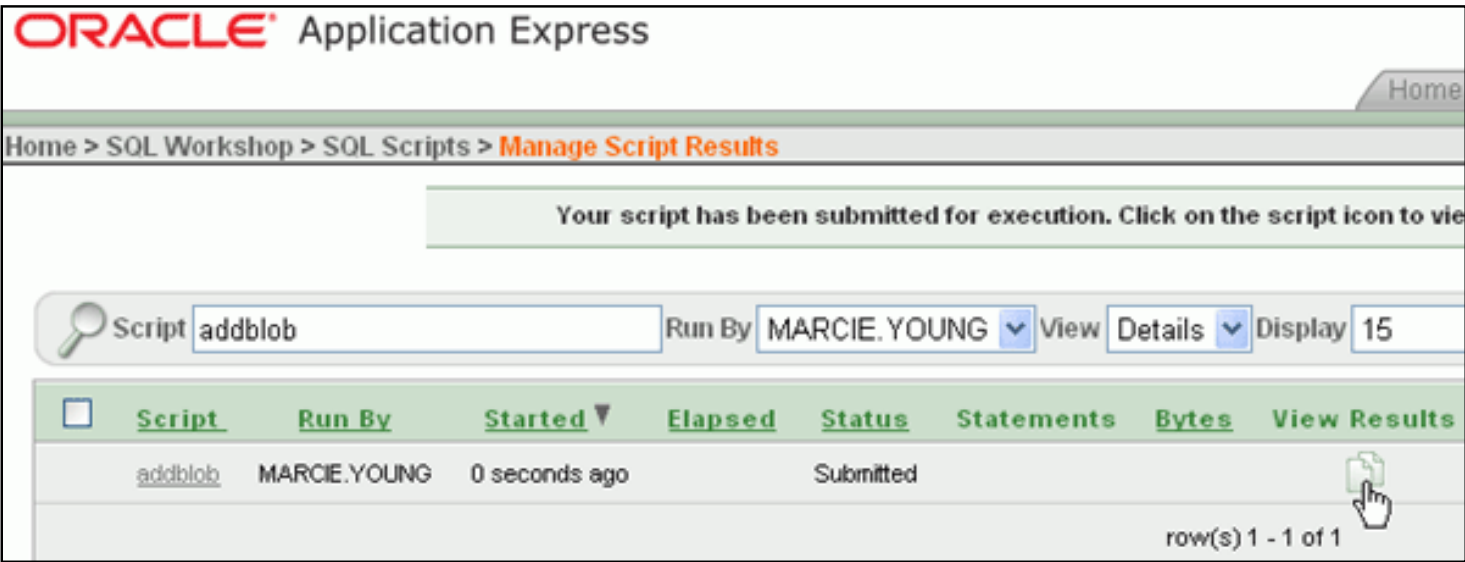 ORACLE Application Express
Home
Home > SQL Workshop > SQL Scripts > Manage Script Results
Your script has been submitted for execution. Click on the script icon to vie
Script addblob Run By MARCIE.YOUNG View Details Display 15
Script Run By Started Elapsed Status Statements Bytes View Results
addblob MARCIE.YOUNG 0 seconds ago Submitted
row(s) 1 - 1 of 1